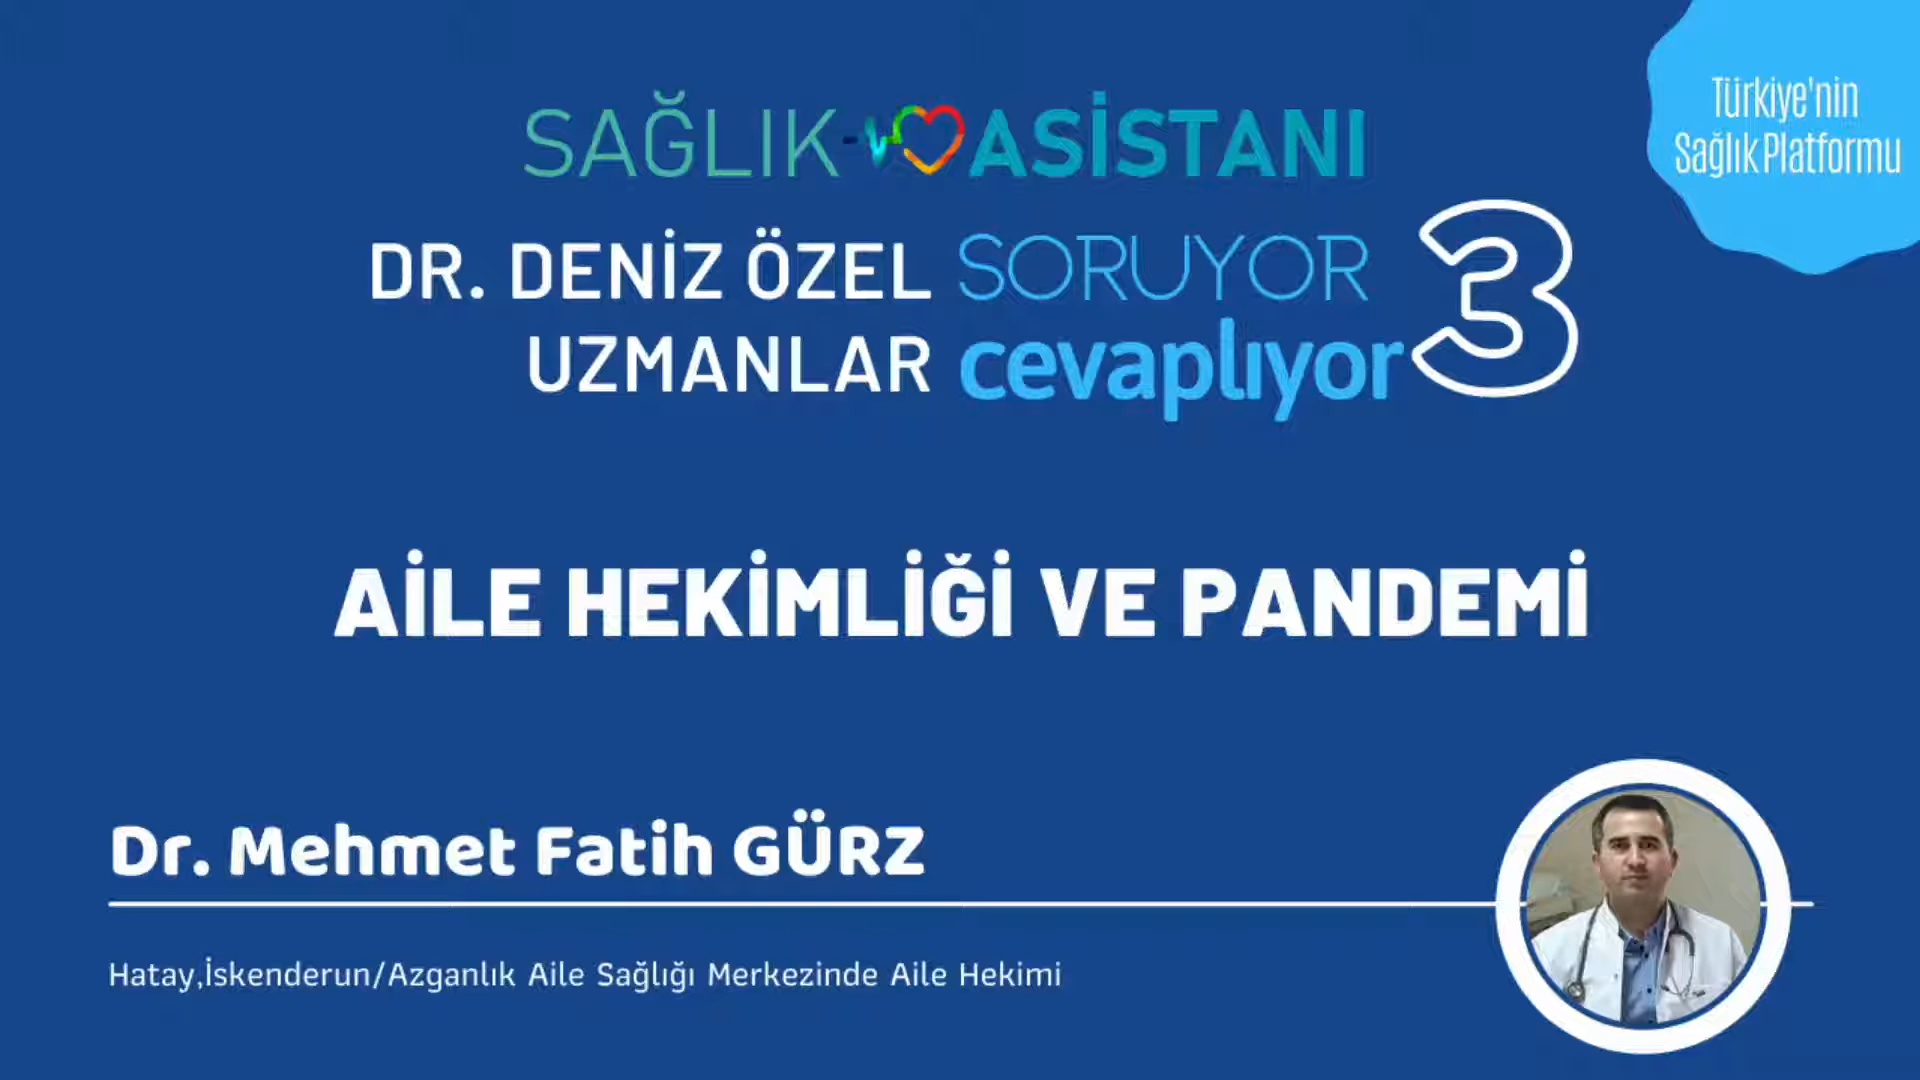 SAĞLIK ASİSTANI
Türkiye'nin
Sağlık Platformu
DR. DENİZ ÖZEL SORUYOR 3
UZMANLAR cevaplıyor
AİLE HEKİMLİĞİ VE PANDEMİ
Dr. Mehmet Fatih GÜRZ
Hatay,İskenderun/Azganlık Aile Sağlığı Merkezinde Aile Hekimi